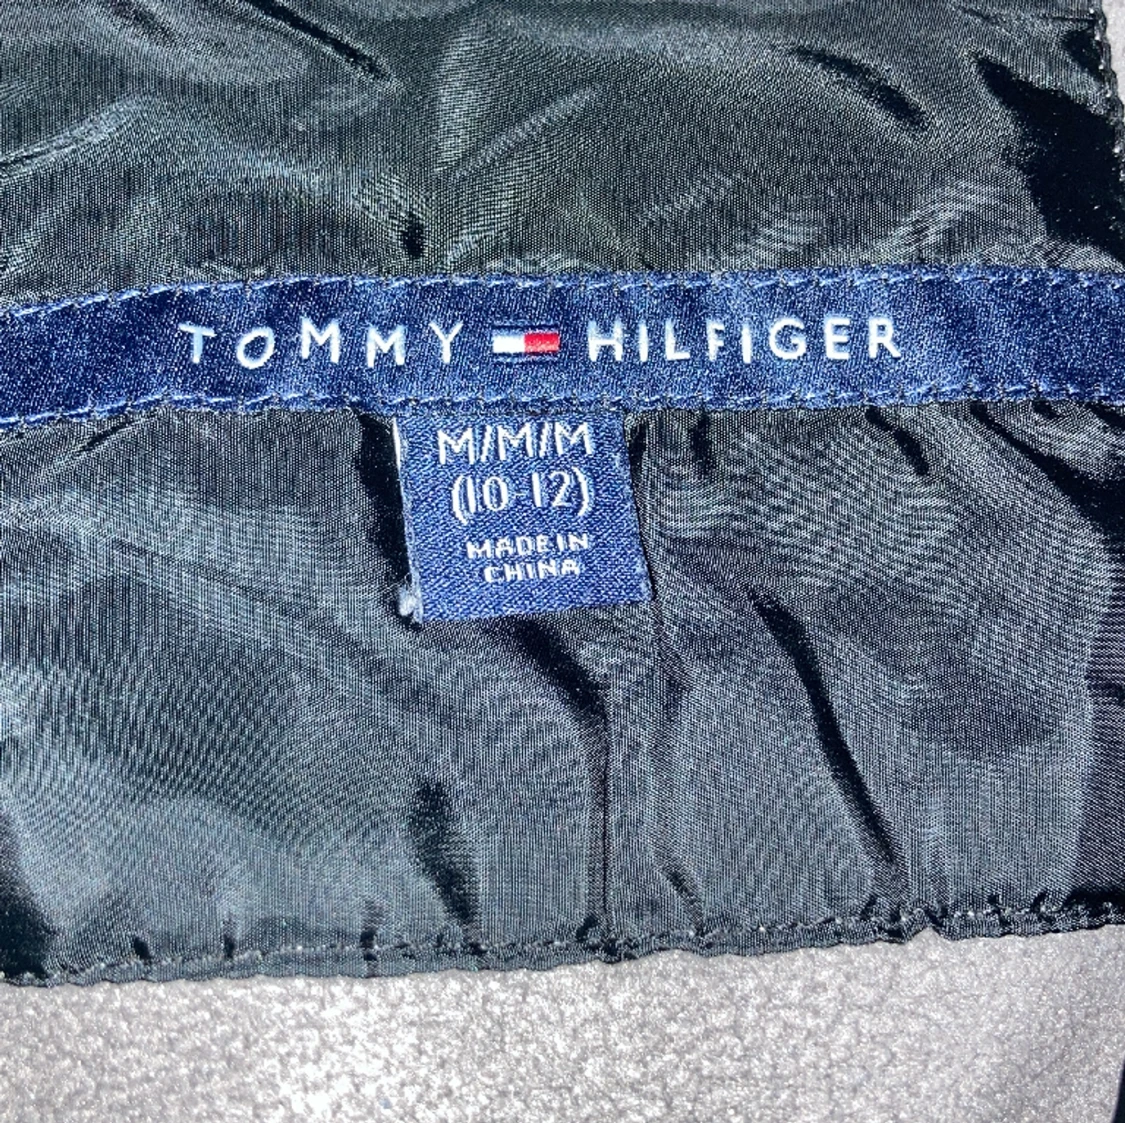 TOMMY HILFIGER
M/M/M
(10-12)
MADE IN
CHINA